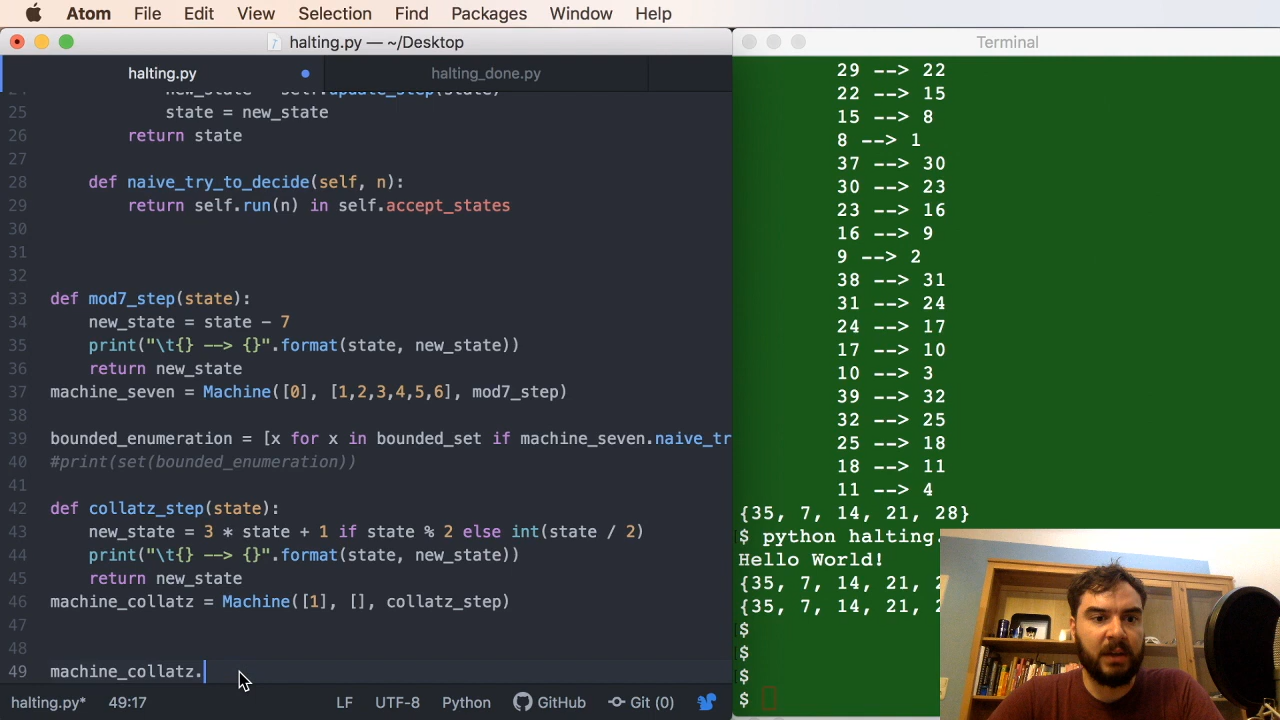 Atom File Edit View Selection Find Packages Window Help
halting.py — ~/Desktop
Terminal
halting.py
halting_done.py
25 state = new_state
26 return state
27
28 def naive_try_to_decide(self, n):
29 return self.run(n) in self.accept_states
30
31
32
33 def mod7_step(state):
34 new_state = state - 7
35 print("\t{} --> {}".format(state, new_state))
36 return new_state
37 machine_seven = Machine([0], [1,2,3,4,5,6], mod7_step)
38
39 bounded_enumeration = [x for x in bounded_set if machine_seven.naive_tr
40 #print(set(bounded_enumeration))
41
42 def collatz_step(state):
43 new_state = 3 * state + 1 if state % 2 else int(state / 2)
44 print("\t{} --> {}".format(state, new_state))
45 return new_state
46 machine_collatz = Machine([1], [], collatz_step)
47
48
49 machine_collatz.
halting.py* 49:17 LF UTF-8 Python GitHub Git (0)
29 --> 22
22 --> 15
15 --> 8
8 --> 1
37 --> 30
30 --> 23
23 --> 16
16 --> 9
9 --> 2
38 --> 31
31 --> 24
24 --> 17
17 --> 10
10 --> 3
39 --> 32
32 --> 25
25 --> 18
18 --> 11
11 --> 4
{35, 7, 14, 21, 28}
$ python halting.
Hello World!
{35, 7, 14, 21, 2
{35, 7, 14, 21, 2
$
$
$
$